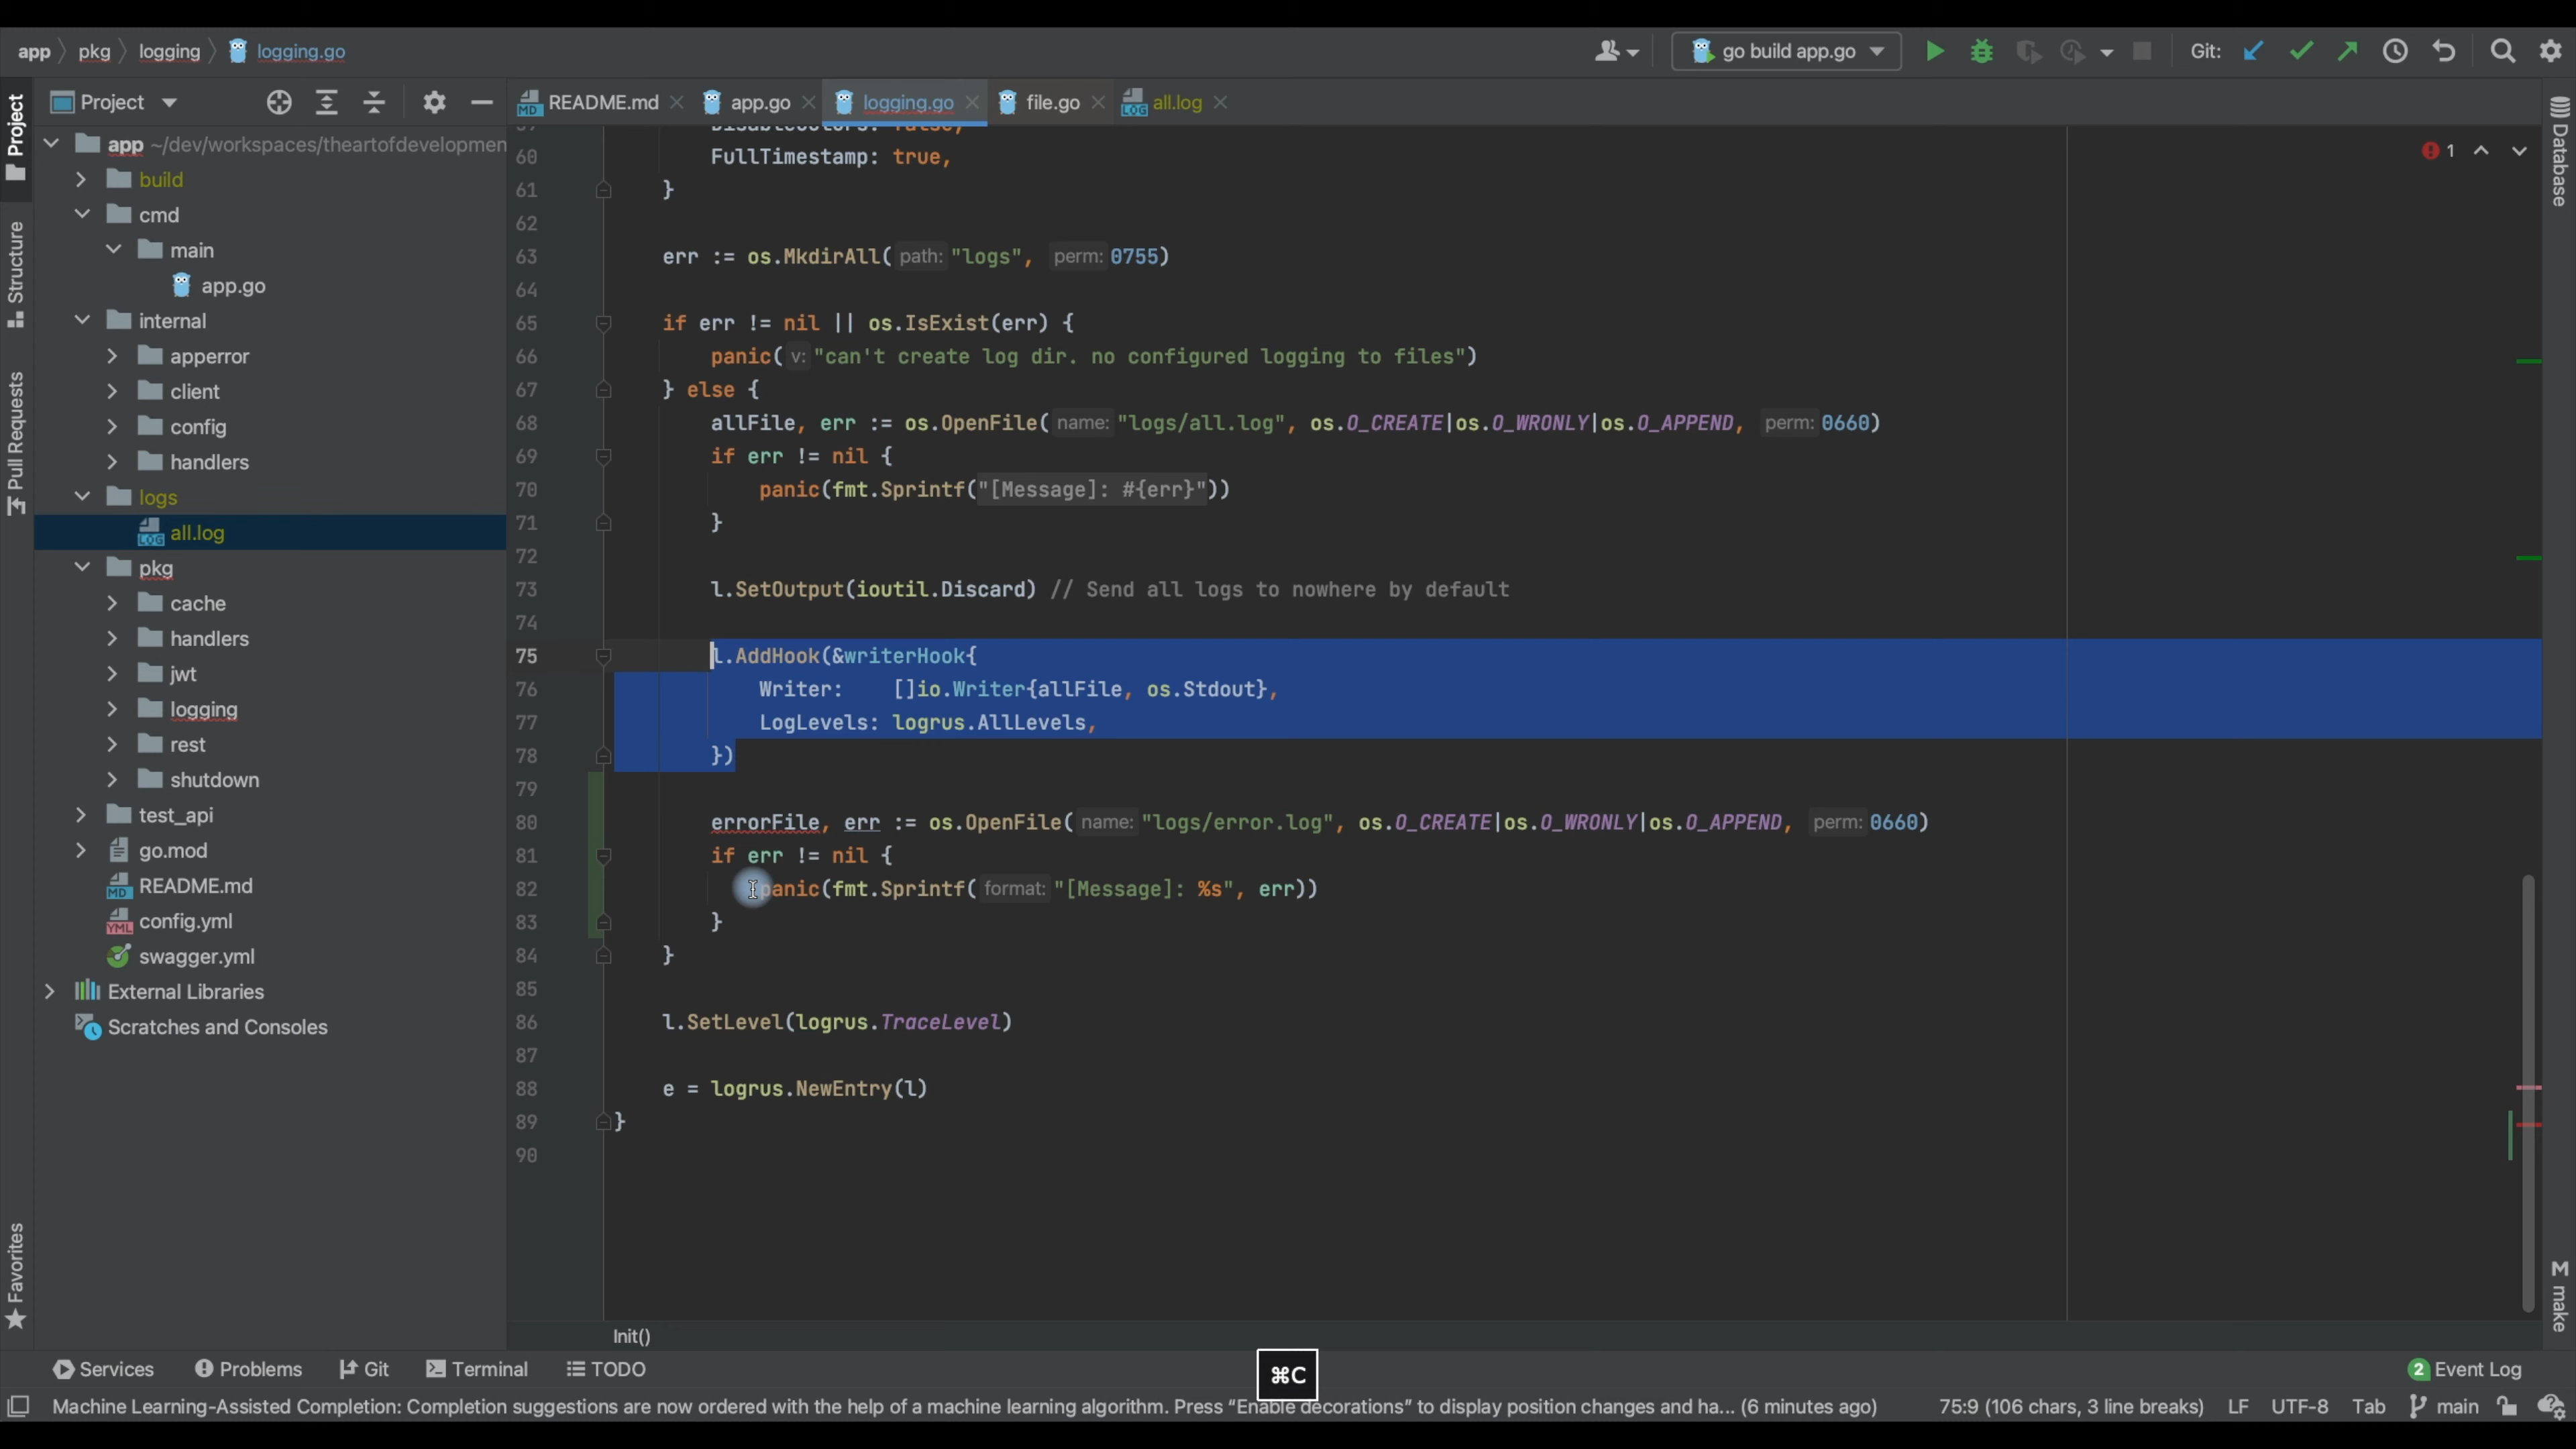 app pkg logging logging.go
go build app.go Git:
Project
README.md app.go logging.go file.go all.log
Project
Structure
Pull Requests
Favorites
Database
make
app ~/dev/workspaces/theartofdevelopmen
build
cmd
main
app.go
internal
apperror
client
config
handlers
logs
all.log
pkg
cache
handlers
jwt
logging
rest
shutdown
test_api
go.mod
README.md
config.yml
swagger.yml
External Libraries
Scratches and Consoles
59 DisableColors: false,
60 FullTimestamp: true,
61 }
62
63 err := os.MkdirAll( path: "logs", perm: 0755)
64
65 if err != nil || os.IsExist(err) {
66 panic( v: "can't create log dir. no configured logging to files")
67 } else {
68 allFile, err := os.OpenFile( name: "logs/all.log", os.O_CREATE|os.O_WRONLY|os.O_APPEND, perm: 0660)
69 if err != nil {
70 panic(fmt.Sprintf("[Message]: #{err}"))
71 }
72
73 l.SetOutput(ioutil.Discard) // Send all logs to nowhere by default
74
75 l.AddHook(&writerHook{
76 Writer: []io.Writer{allFile, os.Stdout},
77 LogLevels: logrus.AllLevels,
78 })
79
80 errorFile, err := os.OpenFile( name: "logs/error.log", os.O_CREATE|os.O_WRONLY|os.O_APPEND, perm: 0660)
81 if err != nil {
82 panic(fmt.Sprintf( format: "[Message]: %s", err))
83 }
84 }
85
86 l.SetLevel(logrus.TraceLevel)
87
88 e = logrus.NewEntry(l)
89 }
90
1
Init()
⌘C
Services Problems Git Terminal TODO
2 Event Log
Machine Learning-Assisted Completion: Completion suggestions are now ordered with the help of a machine learning algorithm. Press “Enable decorations” to display position changes and ha... (6 minutes ago) 75:9 (106 chars, 3 line breaks) LF UTF-8 Tab main